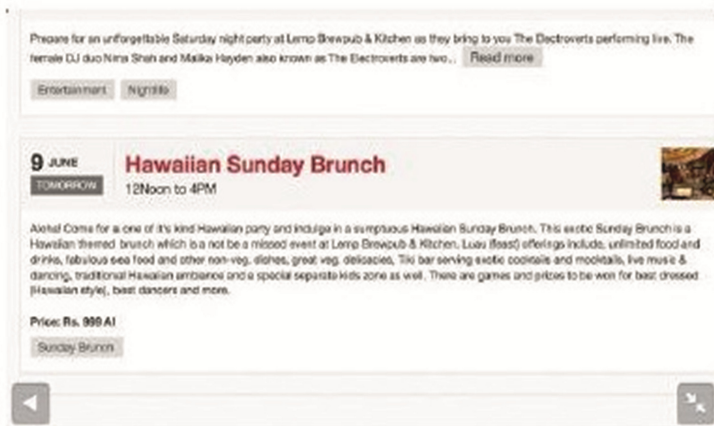 Prepare for an unforgettable Saturday night party at Lemp Brewpub & Kitchen as they bring to you The Electroverts performing live. The
female DJ duo Nima Shah and Malika Hayden also known as The Electroverts are two... Read more
Entertainment Nightlife
9 JUNE
TOMORROW
Hawaiian Sunday Brunch
12Noon to 4PM
Aloha! Come for a one of it's kind Hawaiian party and indulge in a sumptuous Hawaiian Sunday Brunch. This exotic Sunday Brunch is a
Hawaiian themed brunch which is a not be a missed event at Lemp Brewpub & Kitchen. Luau (feast) offerings include, unlimited food and
drinks, fabulous sea food and other non-veg. dishes, great veg. delicacies, Tiki bar serving exotic cocktails and mocktails, live music &
dancing, traditional Hawaiian ambience and a special separate kids zone as well. There are games and prizes to be won for best dressed
(Hawaiian style), best dancers and more.
Price: Rs. 999 AI
Sunday Brunch